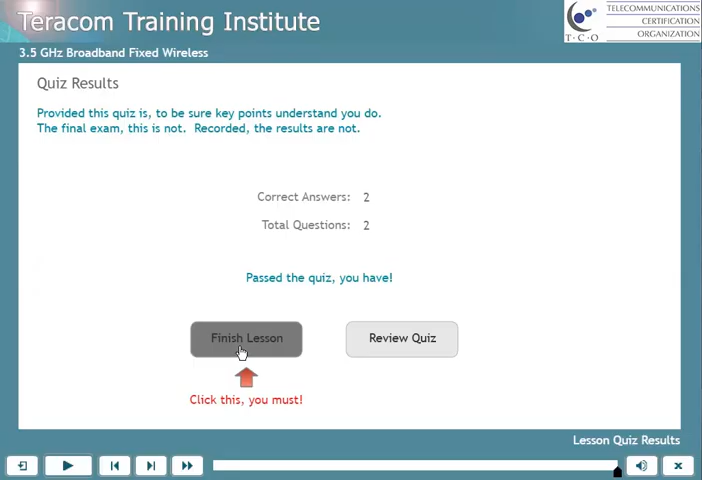 Teracom Training Institute
TELECOMMUNICATIONS
CERTIFICATION
ORGANIZATION
T·C·O
3.5 GHz Broadband Fixed Wireless
Quiz Results
Provided this quiz is, to be sure key points understand you do.
The final exam, this is not. Recorded, the results are not.
Correct Answers: 2
Total Questions: 2
Passed the quiz, you have!
Finish Lesson
Review Quiz
Click this, you must!
Lesson Quiz Results